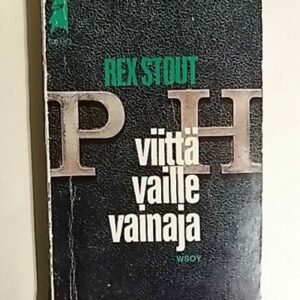 REX STOUT
P H
viittä
vaille
vainaja
WSOY